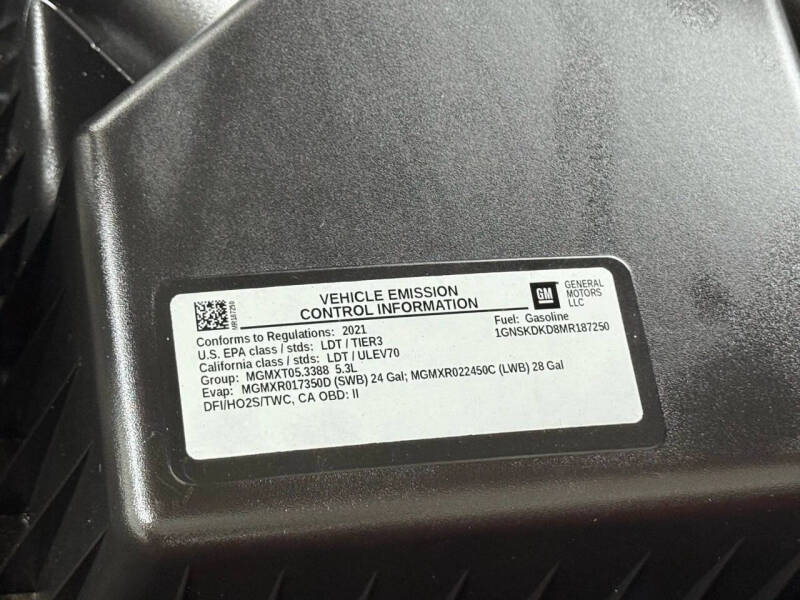 VEHICLE EMISSION
CONTROL INFORMATION
GM
GENERAL
MOTORS
LLC
MR187250
Conforms to Regulations: 2021
Fuel: Gasoline
U.S. EPA class / stds: LDT / TIER3
1GNSKDKD8MR187250
California class / stds: LDT / ULEV70
Group: MGMXT05.3388 5.3L
Evap: MGMXR017350D (SWB) 24 Gal; MGMXR022450C (LWB) 28 Gal
DFI/HO2S/TWC, CA OBD: II